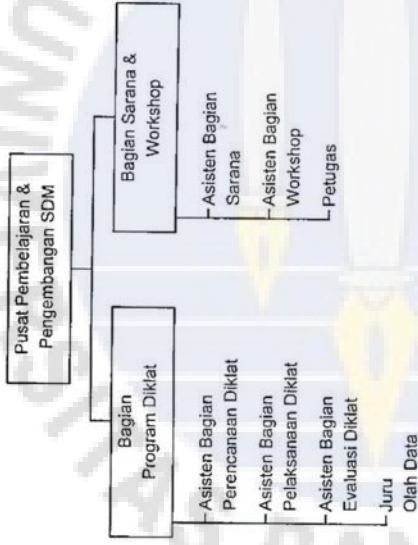 Pusat Pembelajaran &
Pengembangan SDM
Bagian
Program Diklat
Asisten Bagian
Perencanaan Diklat
Asisten Bagian
Pelaksanaan Diklat
Asisten Bagian
Evaluasi Diklat
Juru
Olah Data
Bagian Sarana &
Workshop
Asisten Bagian
Sarana
Asisten Bagian
Workshop
Petugas